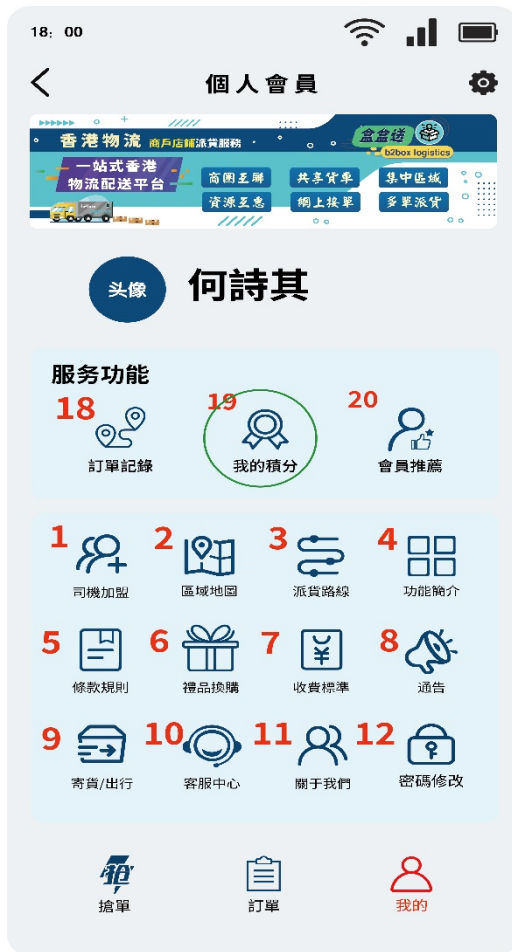 18: 00
個人會員
香港物流 商戶店鋪派貨服務
盒盒送
b2box logistics
一站式香港
物流配送平台
商圈互聯 共享貨車 集中區域
資源互惠 網上接單 多單派貨
头像 何詩其
服务功能
18 19 20
訂單記錄 我的積分 會員推薦
1 2 3 4
司機加盟 區域地圖 派貨路線 功能簡介
5 6 7 8
條款規則 禮品換購 收費標準 通告
9 10 11 12
寄貨/出行 客服中心 關于我們 密碼修改
搶
搶單 訂單 我的